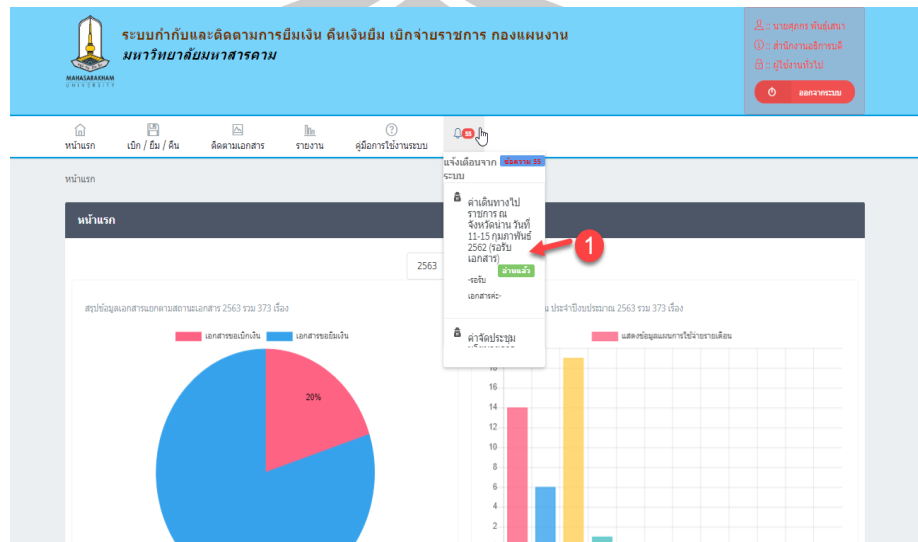 ระบบกำกับและติดตามการยืมเงิน คืนเงินยืม เบิกจ่ายราชการ กองแผนงาน
มหาวิทยาลัยมหาสารคาม
MAHASARAKHAM
UNIVERSITY
:: นายศุภกร พันธุ์เสนา
:: สำนักงานอธิการบดี
:: ผู้ใช้งานทั่วไป
ออกจากระบบ
หน้าแรก เบิก / ยืม / คืน ติดตามเอกสาร รายงาน คู่มือการใช้งานระบบ 55
แจ้งเตือนจาก ข้อความ 55
ระบบ
หน้าแรก
หน้าแรก
ค่าเดินทางไป
ราชการ ณ
จังหวัดน่าน วันที่
11-15 กุมภาพันธ์
2562 (รอรับ
เอกสาร)
อ่านแล้ว
-รอรับ
เอกสารค่ะ-
1
ค่าจัดประชุม
2563
สรุปข้อมูลเอกสารแยกตามสถานะเอกสาร 2563 รวม 373 เรื่อง
เอกสารขอเบิกเงิน เอกสารขอยืมเงิน
20%
ประจำปีงบประมาณ 2563 รวม 373 เรื่อง
แสดงข้อมูลแผนการใช้จ่ายรายเดือน
16
14
12
10
8
6
4
2